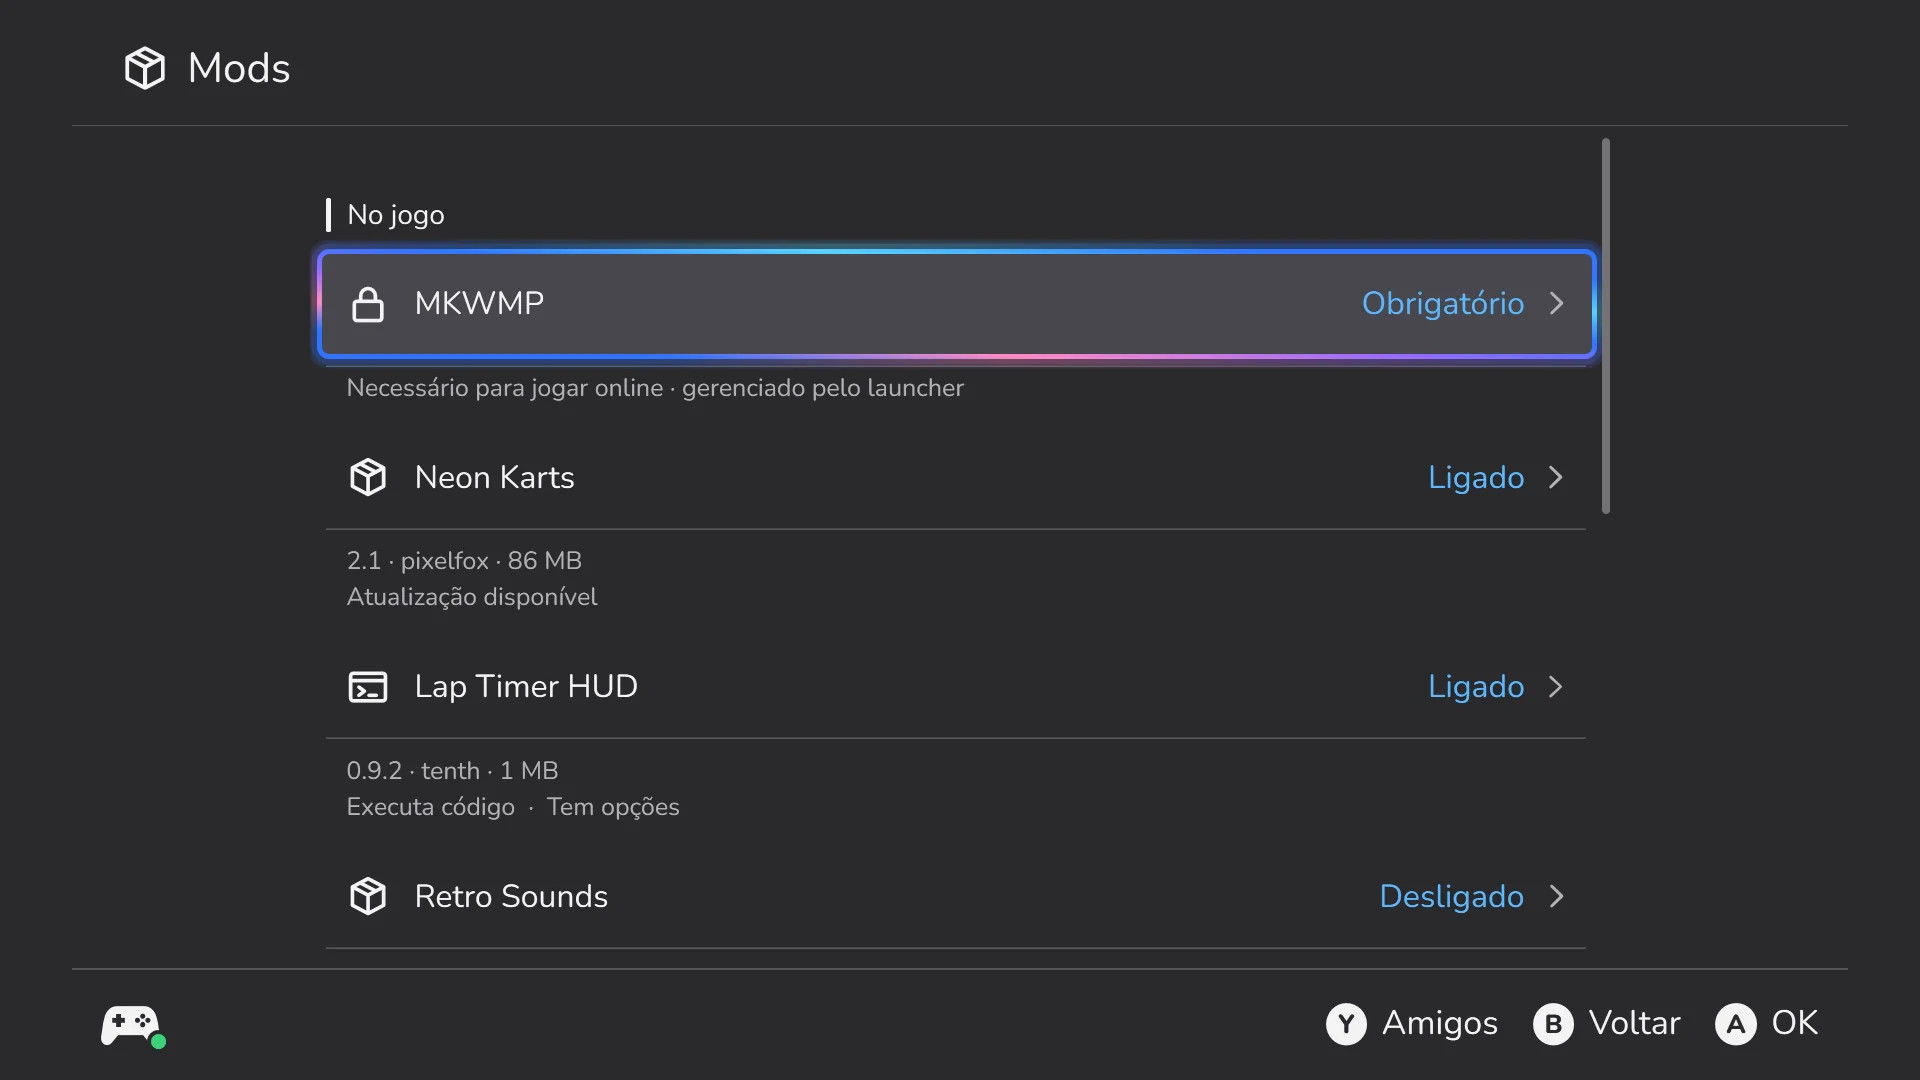 Mods
No jogo
MKWMP Obrigatório
Necessário para jogar online · gerenciado pelo launcher
Neon Karts Ligado
2.1 · pixelfox · 86 MB
Atualização disponível
Lap Timer HUD Ligado
0.9.2 · tenth · 1 MB
Executa código · Tem opções
Retro Sounds Desligado
Y Amigos B Voltar A OK